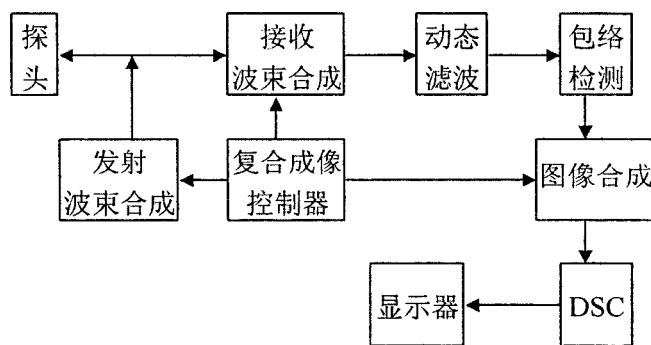 探头
接收
波束合成
动态
滤波
包络
检测
发射
波束合成
复合成像
控制器
图像合成
显示器
DSC